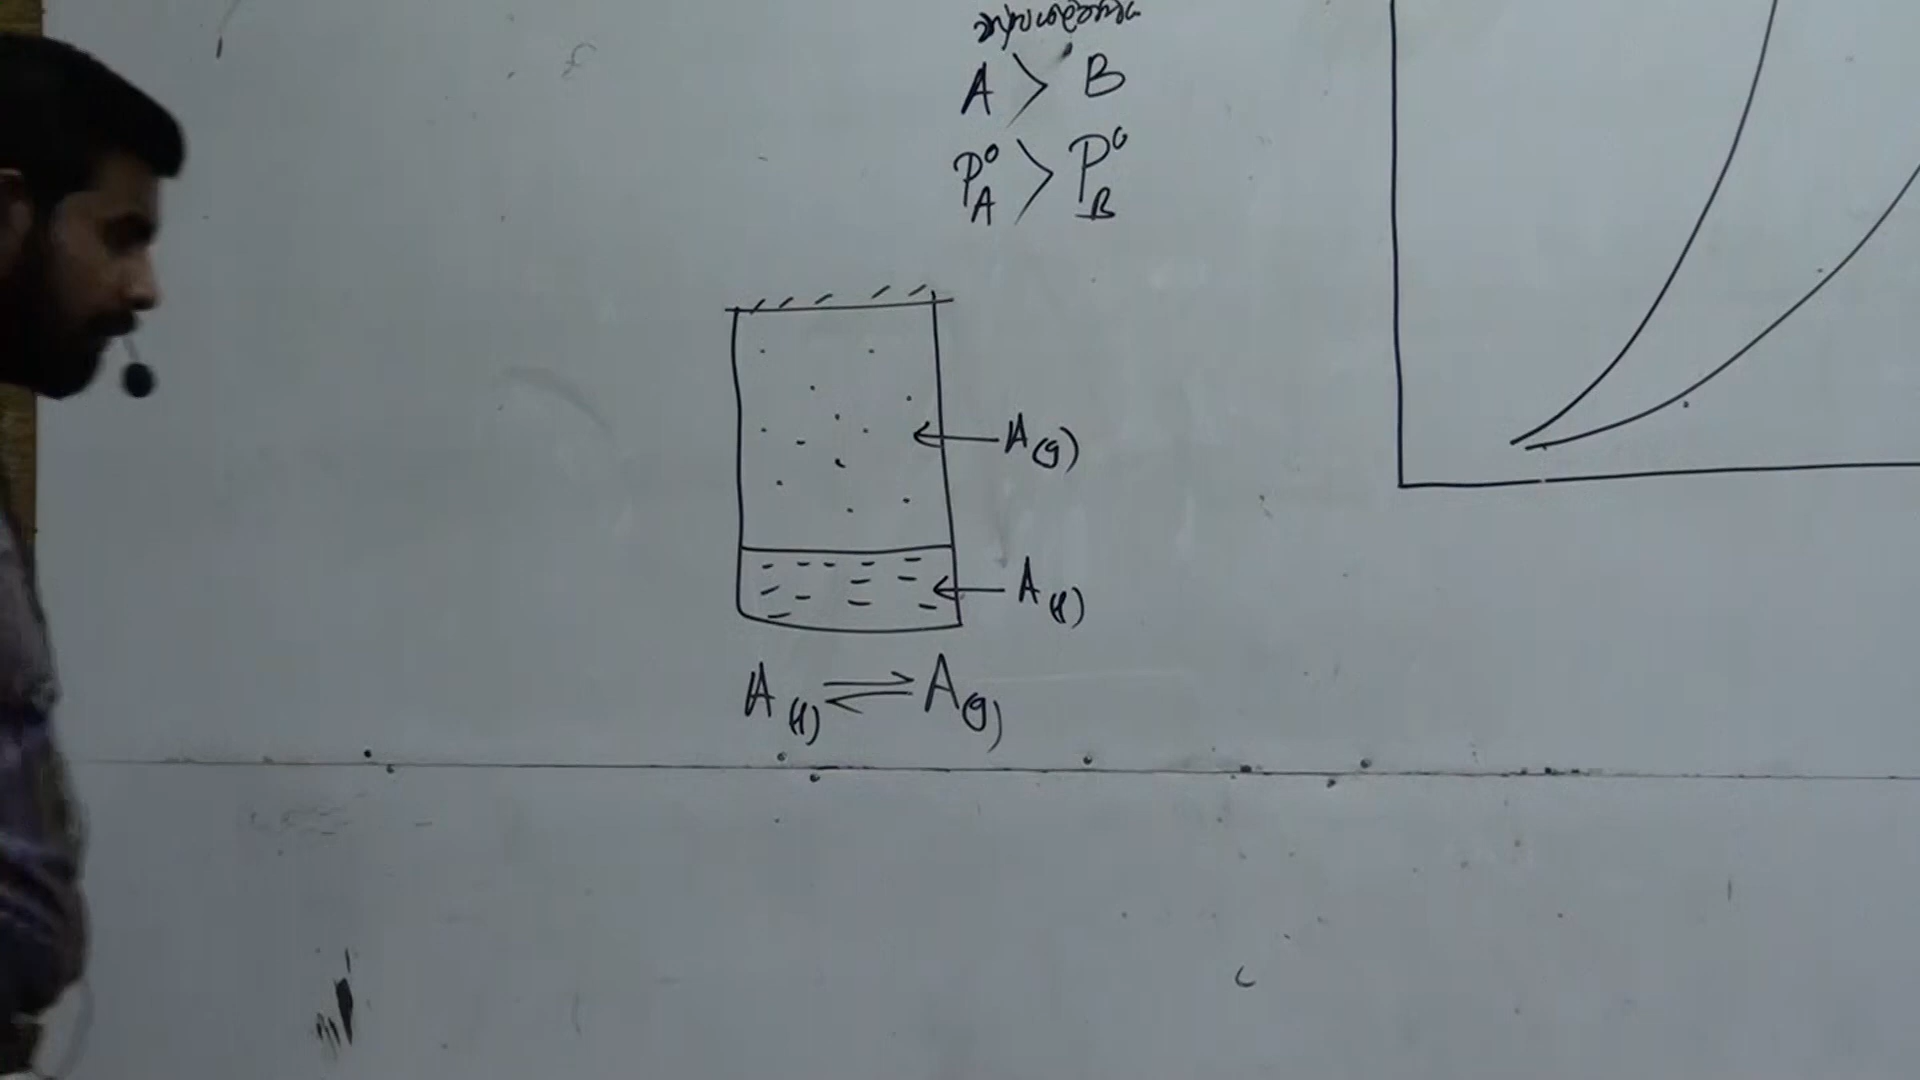 A > B
P°A > P°B
A(g)
A(l)
A(l) ⇌ A(g)